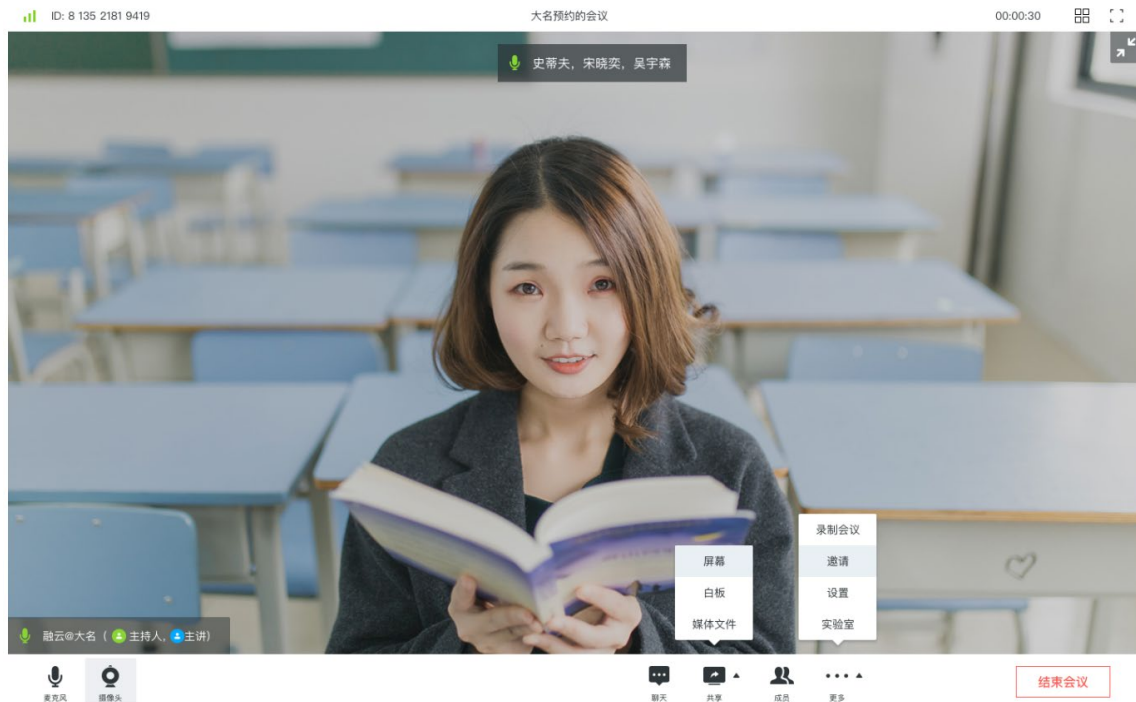 ID: 8 135 2181 9419
大名预约的会议
00:00:30
史蒂夫，宋晓奕，吴宇森
录制会议
屏幕
邀请
白板
设置
媒体文件
实验室
融云@大名（主持人，主讲）
麦克风
摄像头
聊天
共享
成员
更多
结束会议